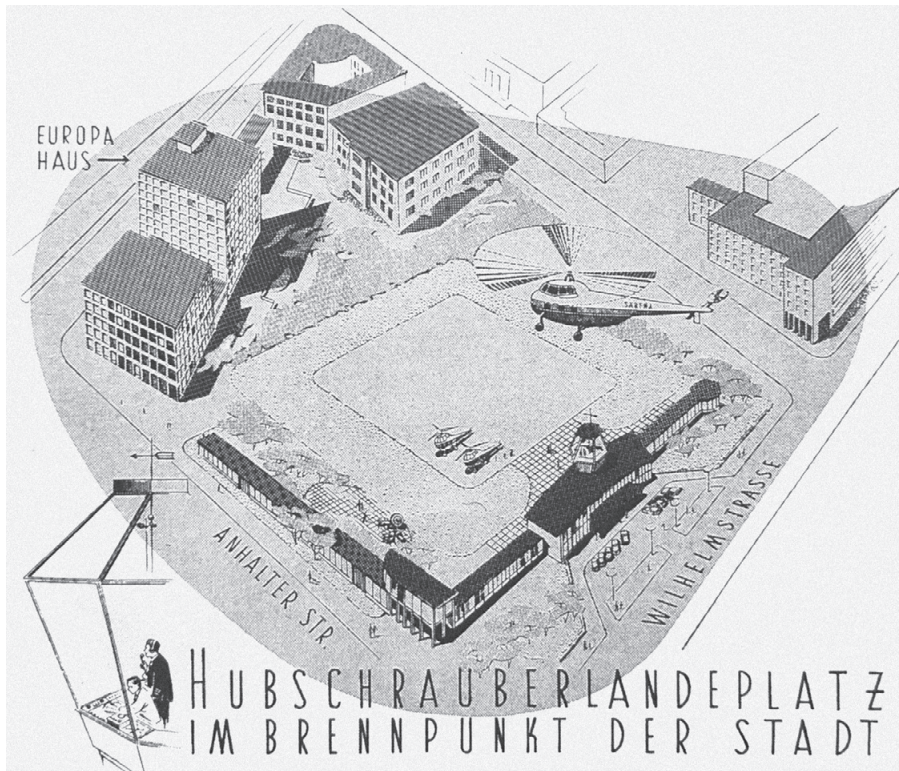 EUROPA
HAUS
ANHALTER STR.
WILHELMSTRASSE
HUBSCHRAUBERLANDEPLATZ
IM BRENNPUNKT DER STADT